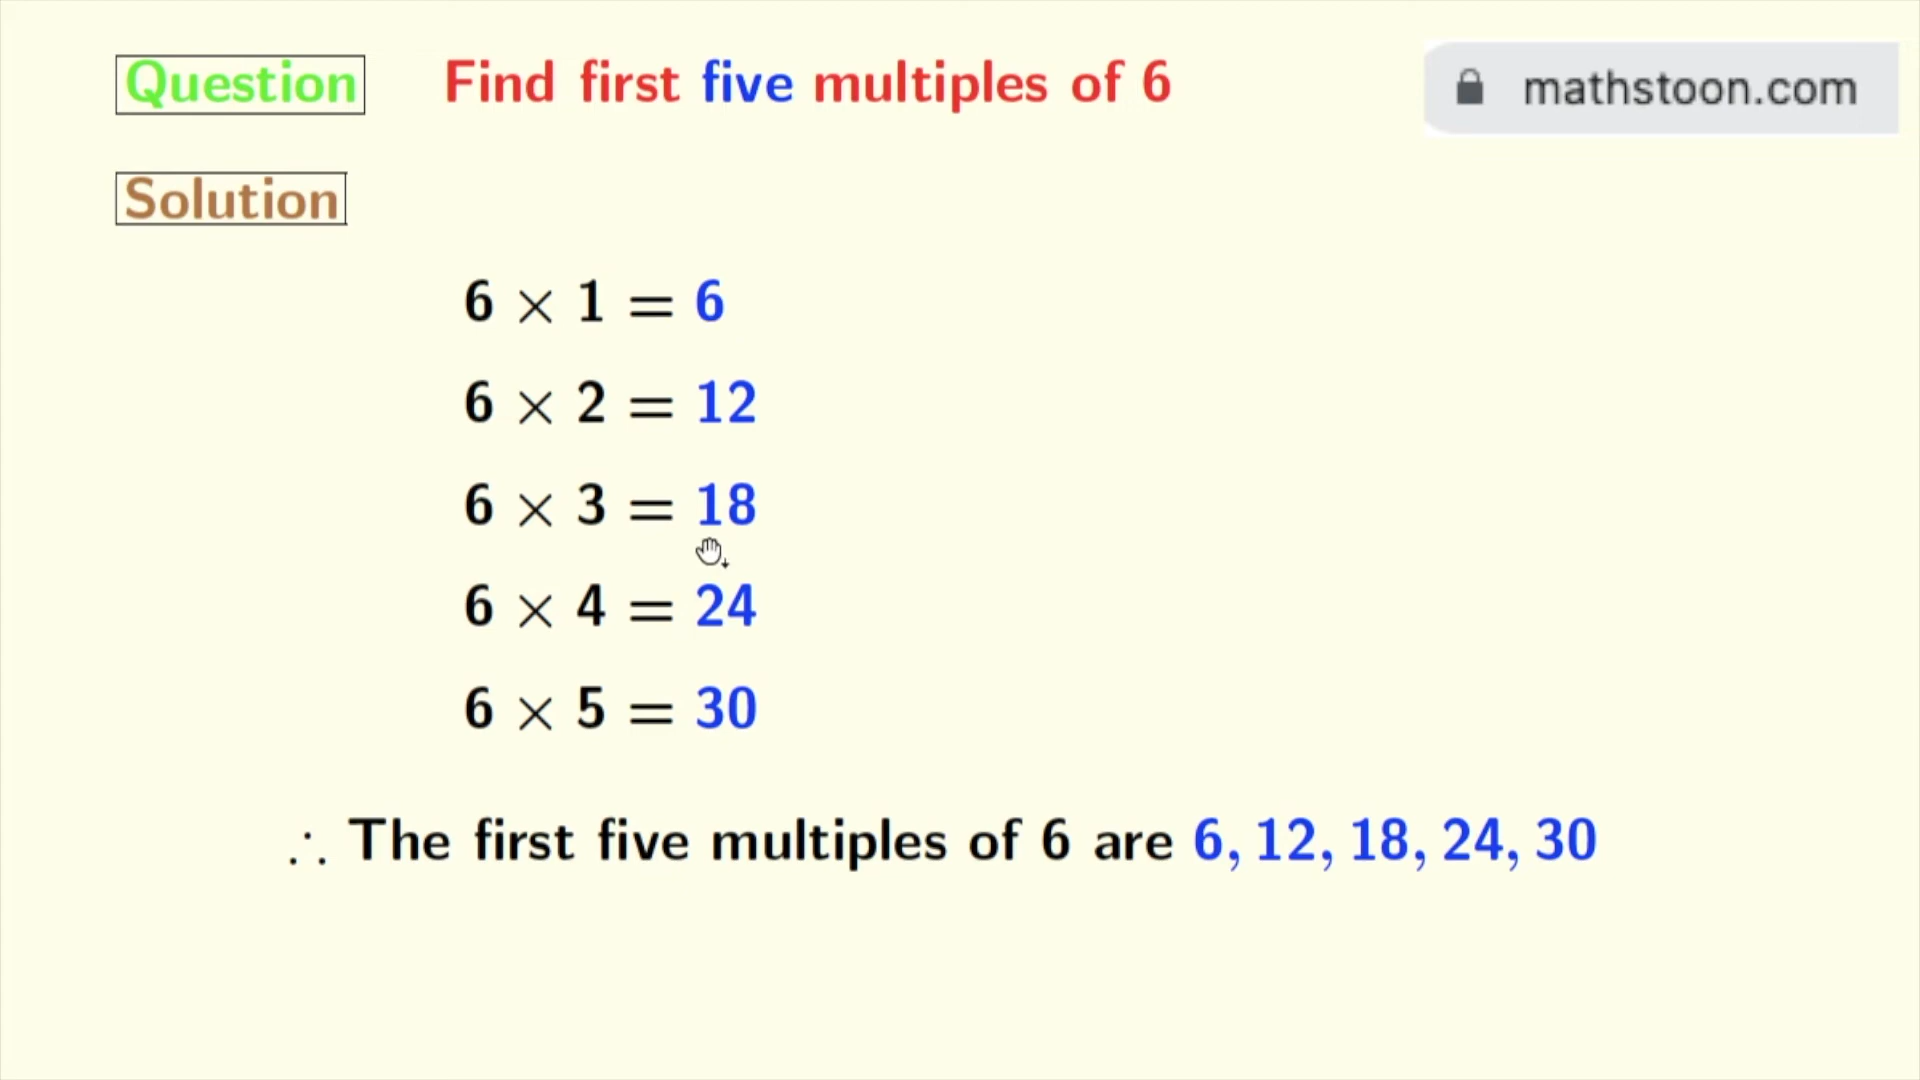 Question Find first five multiples of 6
mathstoon.com
Solution
6 × 1 = 6
6 × 2 = 12
6 × 3 = 18
6 × 4 = 24
6 × 5 = 30
∴ The first five multiples of 6 are 6, 12, 18, 24, 30